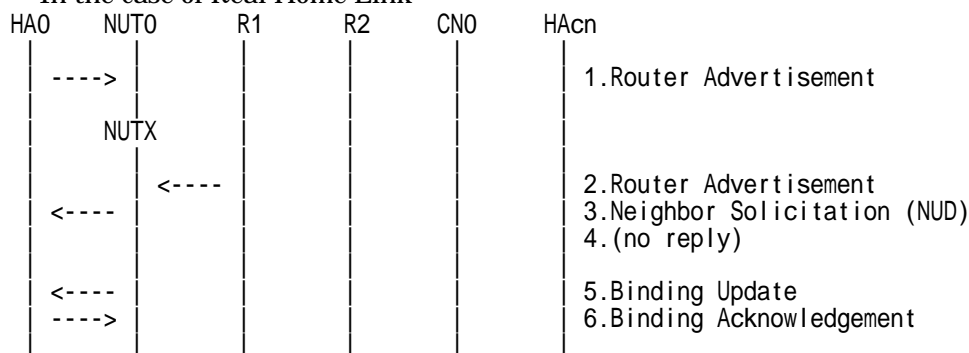 In the case of Real Home Link
HA0 NUT0 R1 R2 CN0 HAcn
----> 1.Router Advertisement
NUTX
<---- 2.Router Advertisement
<---- 3.Neighbor Solicitation (NUD)
4.(no reply)
<---- 5.Binding Update
----> 6.Binding Acknowledgement